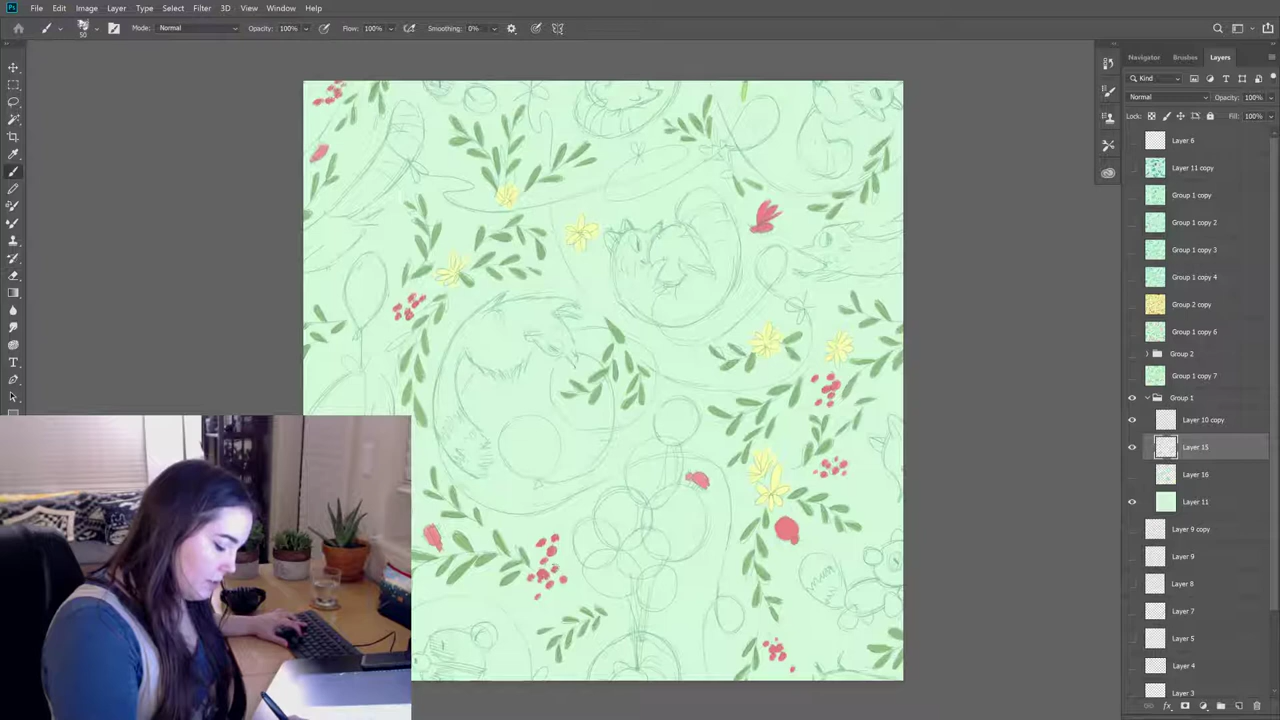 Ps File Edit Image Layer Type Select Filter 3D View Window Help
50 Mode: Normal Opacity: 100% Flow: 100% Smoothing: 0%
Navigator Brushes Layers
Kind
Normal Opacity: 100%
Lock: Fill: 100%
Layer 6
Layer 11 copy
Group 1 copy
Group 1 copy 2
Group 1 copy 3
Group 1 copy 4
Group 2 copy
Group 1 copy 6
Group 2
Group 1 copy 7
Group 1
Layer 10 copy
Layer 15
Layer 16
Layer 11
Layer 9 copy
Layer 9
Layer 8
Layer 7
Layer 5
Layer 4
Layer 3
fx